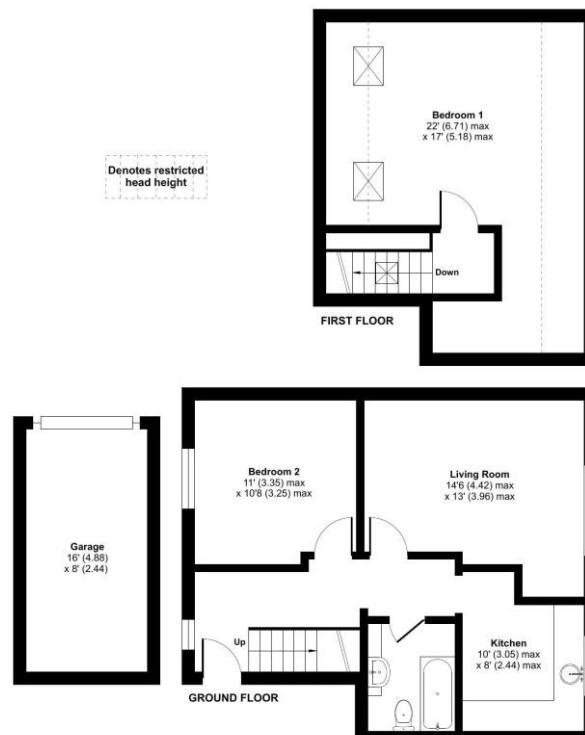 Bedroom 1
22' (6.71) max
x 17' (5.18) max
Denotes restricted
head height
Down
FIRST FLOOR
Bedroom 2
11' (3.35) max
x 10'8 (3.25) max
Living Room
14'6 (4.42) max
x 13' (3.96) max
Garage
16' (4.88)
x 8' (2.44)
Up
Kitchen
10' (3.05) max
x 8' (2.44) max
GROUND FLOOR